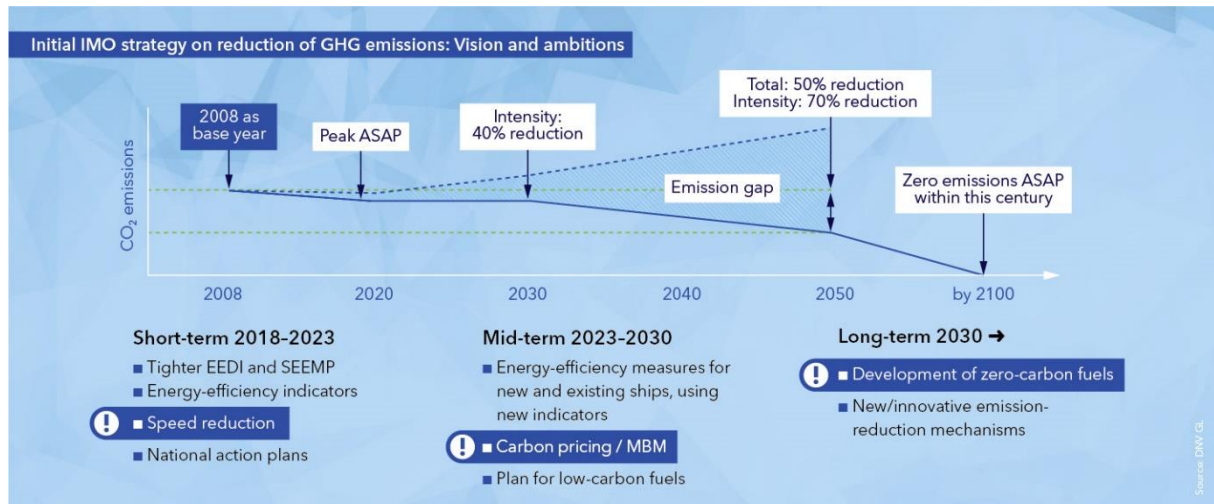 Initial IMO strategy on reduction of GHG emissions: Vision and ambitions
2008 as
base year
Peak ASAP
Intensity:
40% reduction
Total: 50% reduction
Intensity: 70% reduction
Emission gap
Zero emissions ASAP
within this century
CO₂ emissions
2008
2020
2030
2040
2050
by 2100
Short-term 2018–2023
Tighter EEDI and SEEMP
Energy-efficiency indicators
! Speed reduction
National action plans
Mid-term 2023–2030
Energy-efficiency measures for
new and existing ships, using
new indicators
! Carbon pricing / MBM
Plan for low-carbon fuels
Long-term 2030 →
! Development of zero-carbon fuels
New/innovative emission-
reduction mechanisms
Source: DNV GL